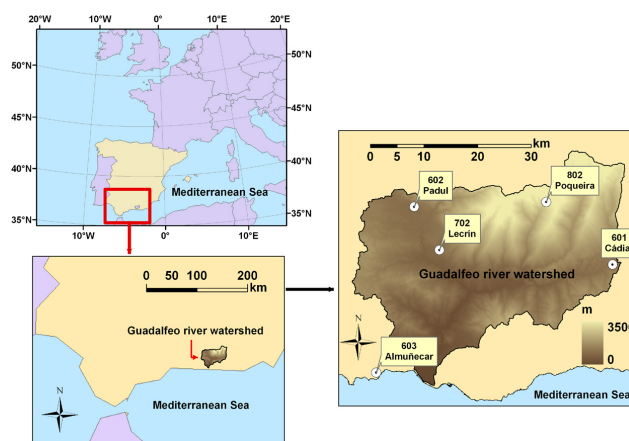 20°W
10°W
0°
10°E
20°E
50°N
50°N
45°N
45°N
40°N
40°N
35°N
35°N
Mediterranean Sea
10°W
0°
10°E
0 50 100 200
km
Guadalfeo river watershed
N
Mediterranean Sea
km
0 5 10 20 30
602
Padul
802
Poqueira
702
Lecrín
601
Cádia
Guadalfeo river watershed
m
3500
0
N
603
Almuñecar
Mediterranean Sea